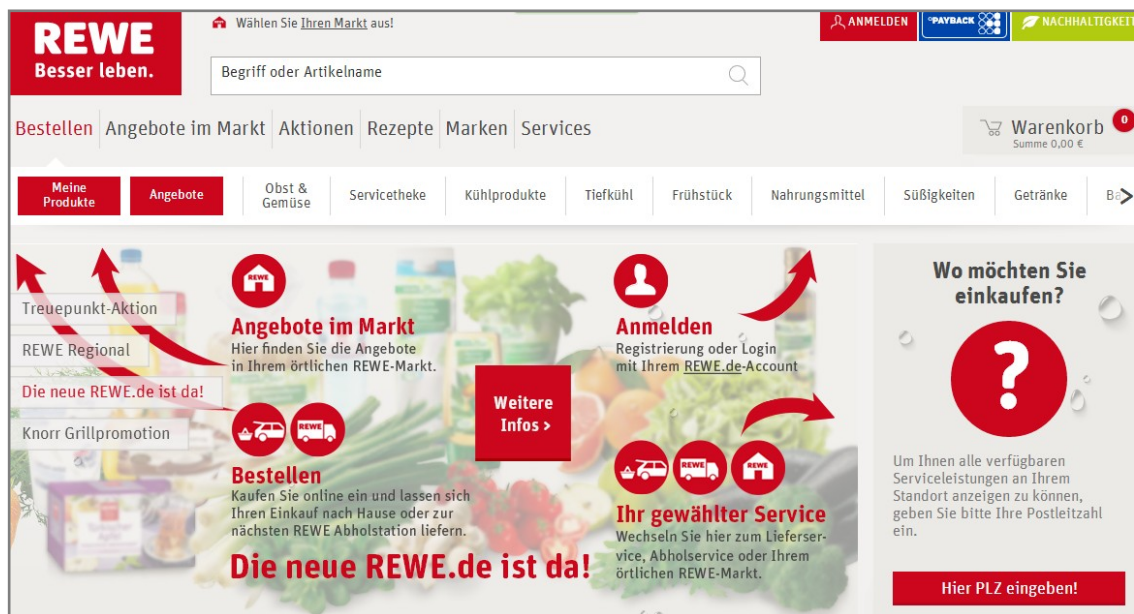 REWE
Besser leben.
Wählen Sie Ihren Markt aus!
ANMELDEN
°PAYBACK
NACHHALTIGKEIT
Begriff oder Artikelname
Bestellen
Angebote im Markt
Aktionen
Rezepte
Marken
Services
Warenkorb
0
Summe 0,00 €
Meine
Produkte
Angebote
Obst &
Gemüse
Servicetheke
Kühlprodukte
Tiefkühl
Frühstück
Nahrungsmittel
Süßigkeiten
Getränke
Treuepunkt-Aktion
REWE Regional
Die neue REWE.de ist da!
Knorr Grillpromotion
REWE
Angebote im Markt
Hier finden Sie die Angebote
in Ihrem örtlichen REWE-Markt.
REWE
Bestellen
Kaufen Sie online ein und lassen sich
Ihren Einkauf nach Hause oder zur
nächsten REWE Abholstation liefern.
Die neue REWE.de ist da!
Weitere
Infos >
Anmelden
Registrierung oder Login
mit Ihrem REWE.de-Account
REWE
REWE
Ihr gewählter Service
Wechseln Sie hier zum Lieferser-
vice, Abholservice oder Ihrem
örtlichen REWE-Markt.
Wo möchten Sie
einkaufen?
?
Um Ihnen alle verfügbaren
Serviceleistungen an Ihrem
Standort anzeigen zu können,
geben Sie bitte Ihre Postleitzahl
ein.
Hier PLZ eingeben!